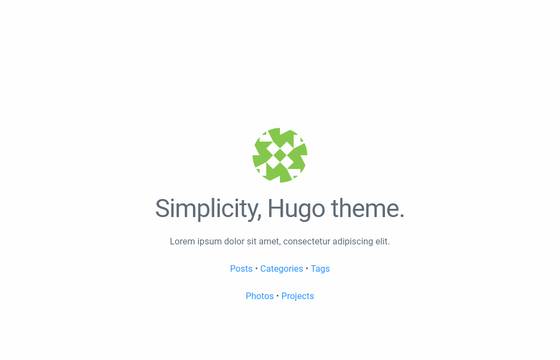 Simplicity, Hugo theme.
Lorem ipsum dolor sit amet, consectetur adipiscing elit.
Posts • Categories • Tags
Photos • Projects